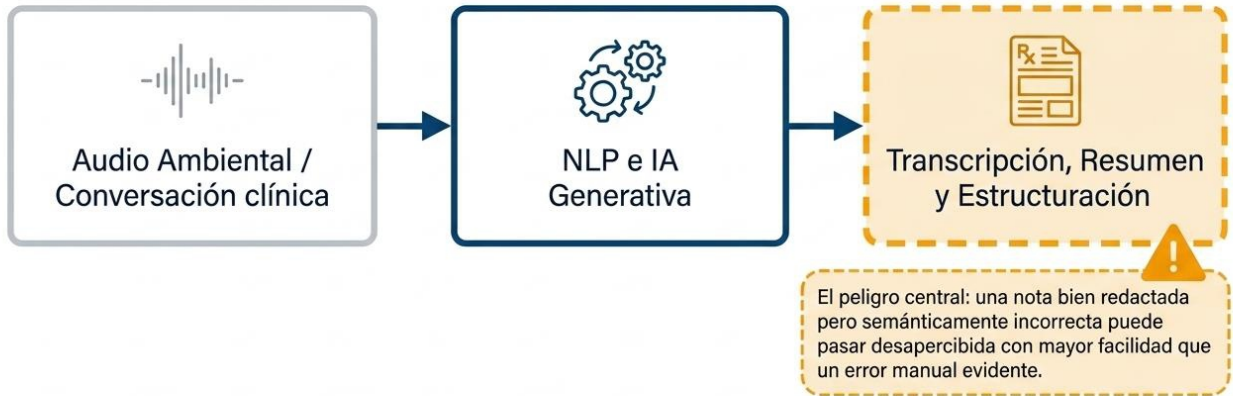 Audio Ambiental /
Conversación clínica
NLP e IA
Generativa
Rx
Transcripción, Resumen
y Estructuración
!
El peligro central: una nota bien redactada
pero semánticamente incorrecta puede
pasar desapercibida con mayor facilidad que
un error manual evidente.